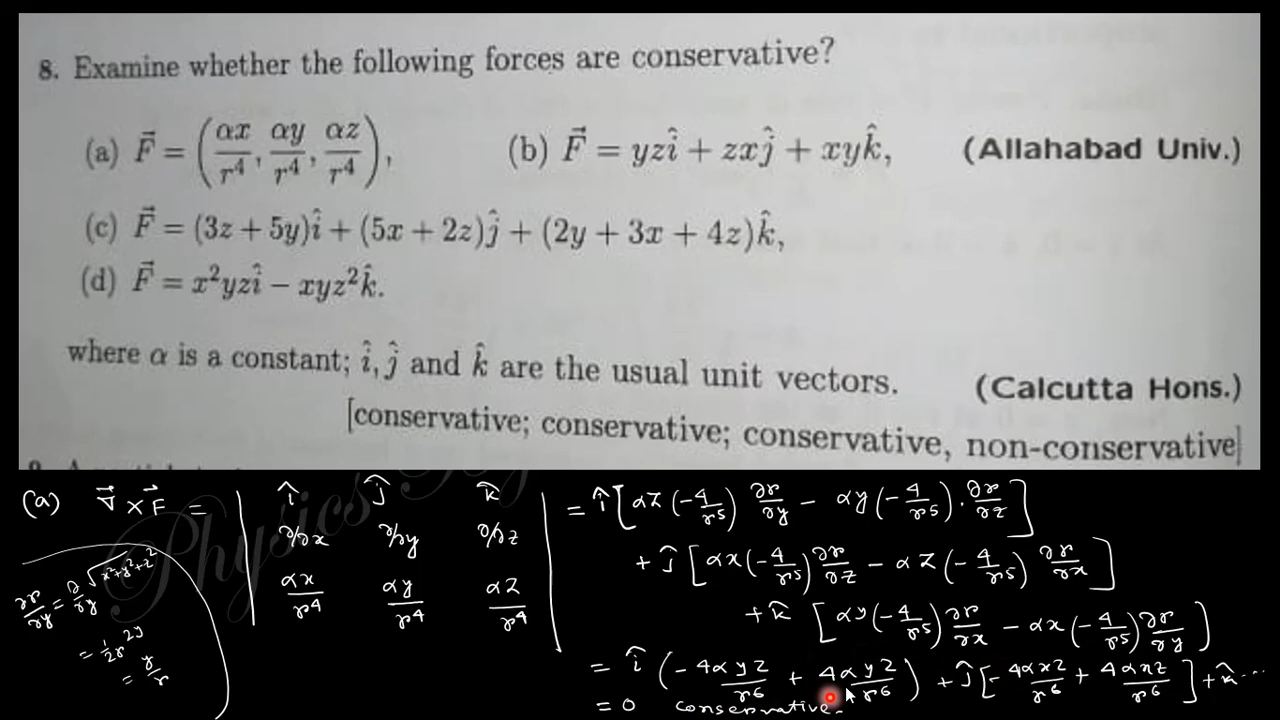 8. Examine whether the following forces are conservative?
(a) F⃗ = (αx/r⁴, αy/r⁴, αz/r⁴), (b) F⃗ = yzî + zxĵ + xyk̂, (Allahabad Univ.)
(c) F⃗ = (3z + 5y)î + (5x + 2z)ĵ + (2y + 3x + 4z)k̂,
(d) F⃗ = x²yzî − xyz²k̂.
where α is a constant; î, ĵ and k̂ are the usual unit vectors. (Calcutta Hons.)
[conservative; conservative; conservative, non-conservative]
(a) ∇⃗ × F⃗ = | î ĵ k̂ |
| ∂/∂x ∂/∂y ∂/∂z |
| αx/r⁴ αy/r⁴ αz/r⁴ |
= î [αz (−4/r⁵) ∂r/∂y − αy (−4/r⁵) · ∂r/∂z]
+ ĵ [αx (−4/r⁵) ∂r/∂z − αz (−4/r⁵) ∂r/∂x]
+ k̂ [αy (−4/r⁵) ∂r/∂x − αx (−4/r⁵) ∂r/∂y]
= î (−4αyz/r⁶ + 4αyz/r⁶) + ĵ [−4αxz/r⁶ + 4αxz/r⁶] + k̂ ...
= 0 conservative.
∂r/∂y = ∂/∂y √x²+y²+z²
= 1/2r 2y
= y/r
Physics